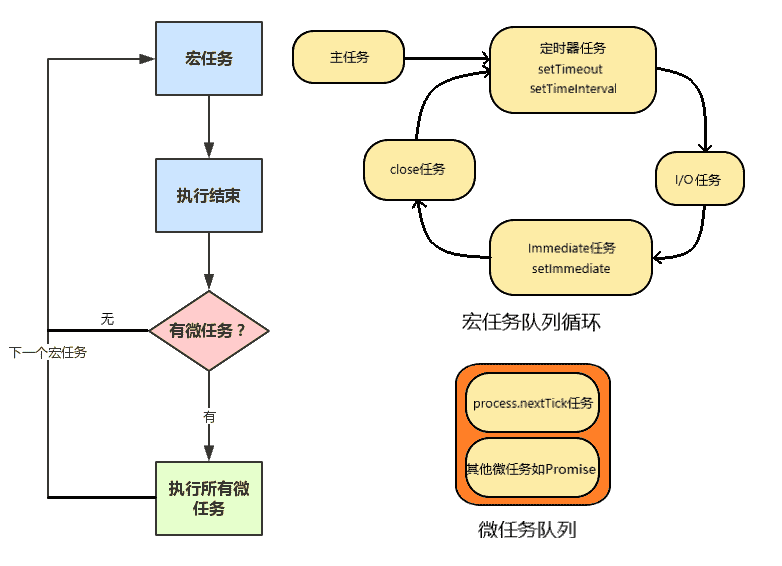 宏任务
执行结束
有微任务？
无
下一个宏任务
有
执行所有微
任务
主任务
定时器任务
setTimeout
setTimeInterval
I/O任务
Immediate任务
setImmediate
close任务
宏任务队列循环
process.nextTick任务
其他微任务如Promise
微任务队列